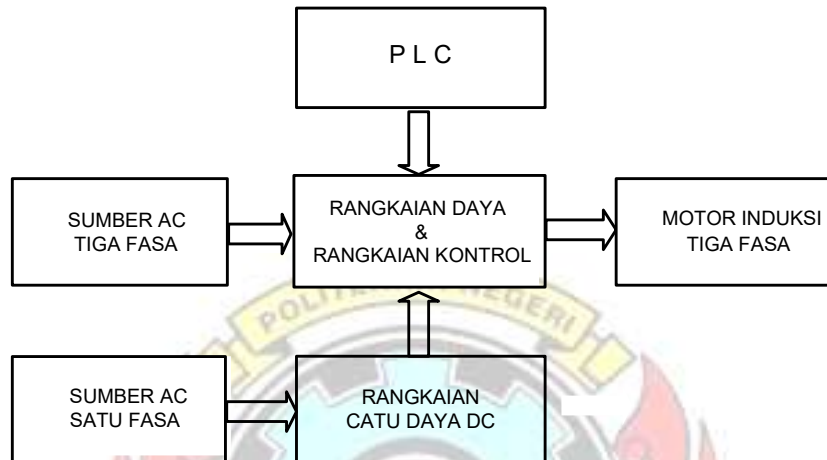 P L C
SUMBER AC
TIGA FASA
RANGKAIAN DAYA
&
RANGKAIAN KONTROL
MOTOR INDUKSI
TIGA FASA
SUMBER AC
SATU FASA
RANGKAIAN
CATU DAYA DC